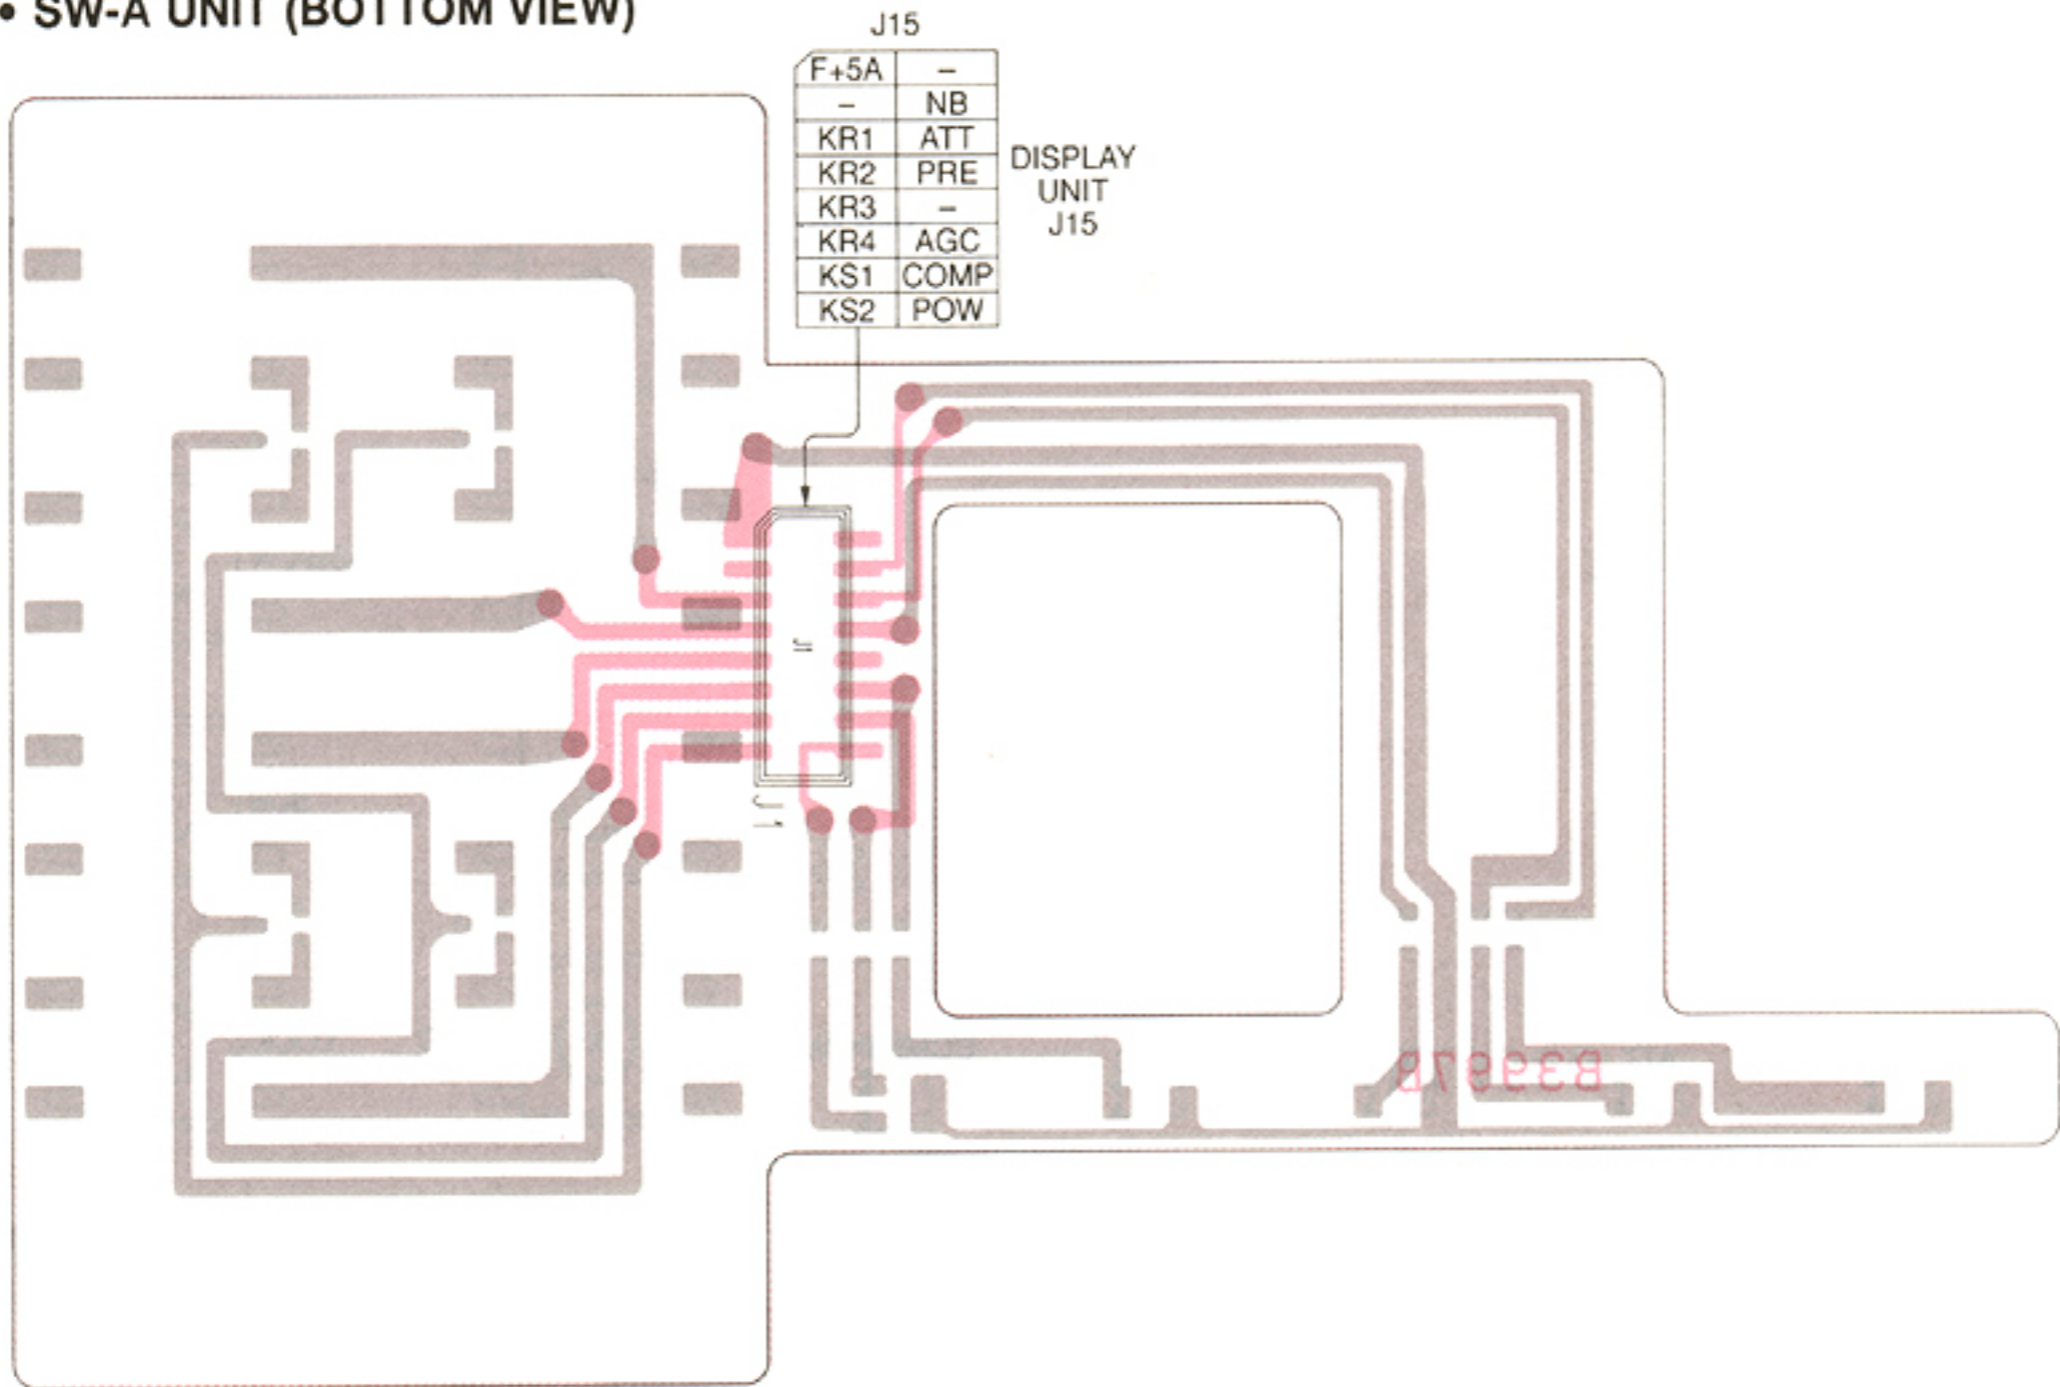 • SW-A UNIT (BOTTOM VIEW)
J15
F+5A –
– NB
KR1 ATT
KR2 PRE
KR3 –
KR4 AGC
KS1 COMP
KS2 POW
DISPLAY
UNIT
J15
J1
J1
B3997B